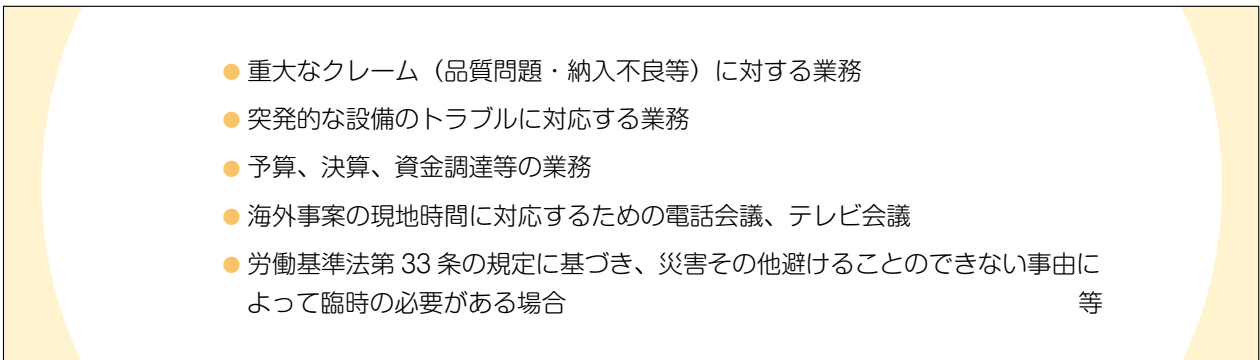 ● 重大なクレーム（品質問題・納入不良等）に対する業務
● 突発的な設備のトラブルに対応する業務
● 予算、決算、資金調達等の業務
● 海外事案の現地時間に対応するための電話会議、テレビ会議
● 労働基準法第 33 条の規定に基づき、災害その他避けることのできない事由に
よって臨時の必要がある場合 等